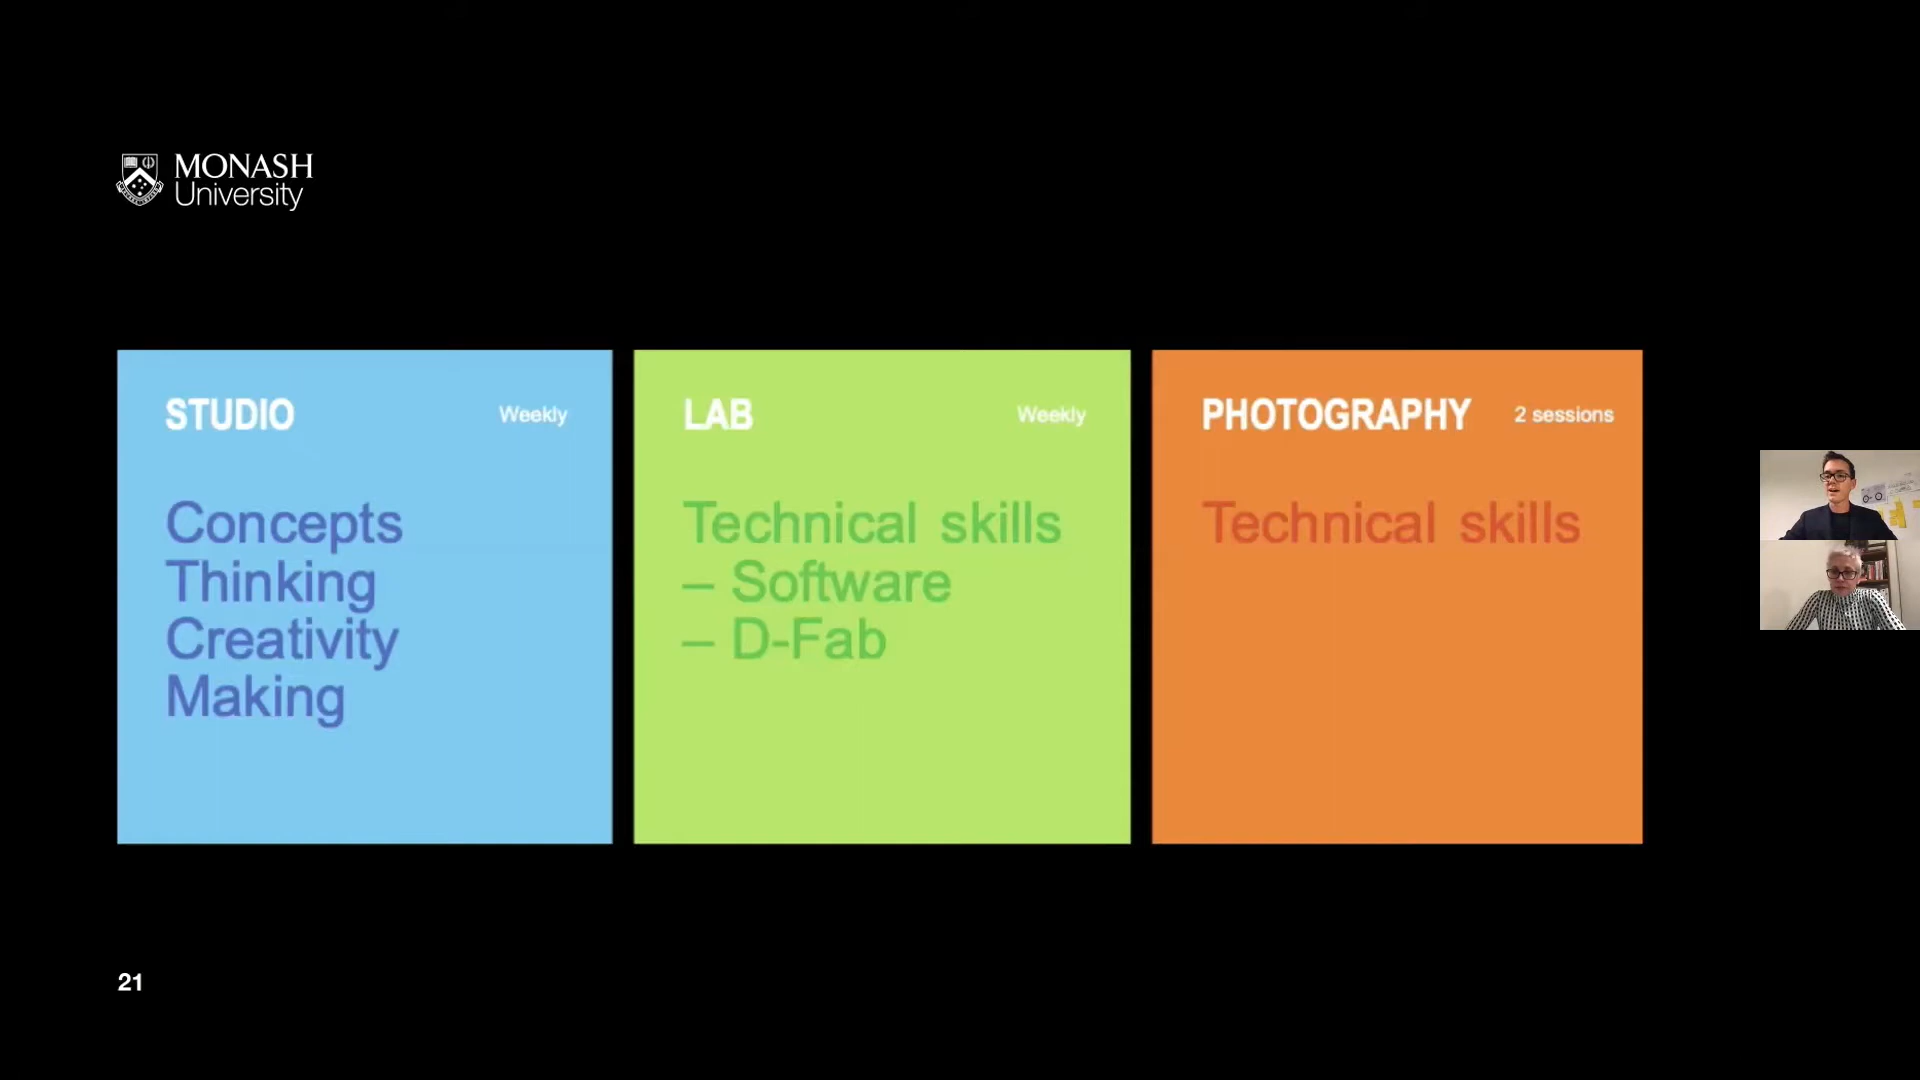 MONASH
University
STUDIO
Weekly
Concepts
Thinking
Creativity
Making
LAB
Weekly
Technical skills
– Software
– D-Fab
PHOTOGRAPHY
2 sessions
Technical skills
21